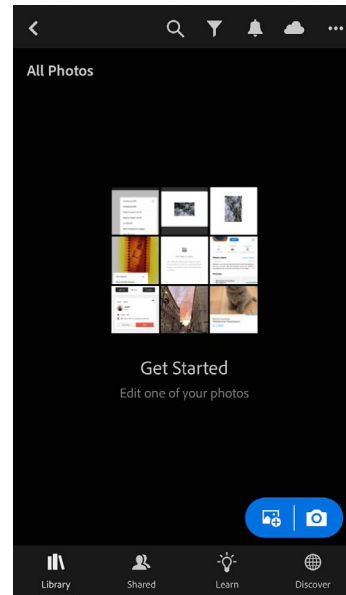 All Photos
Get Started
Edit one of your photos
Library
Shared
Learn
Discover